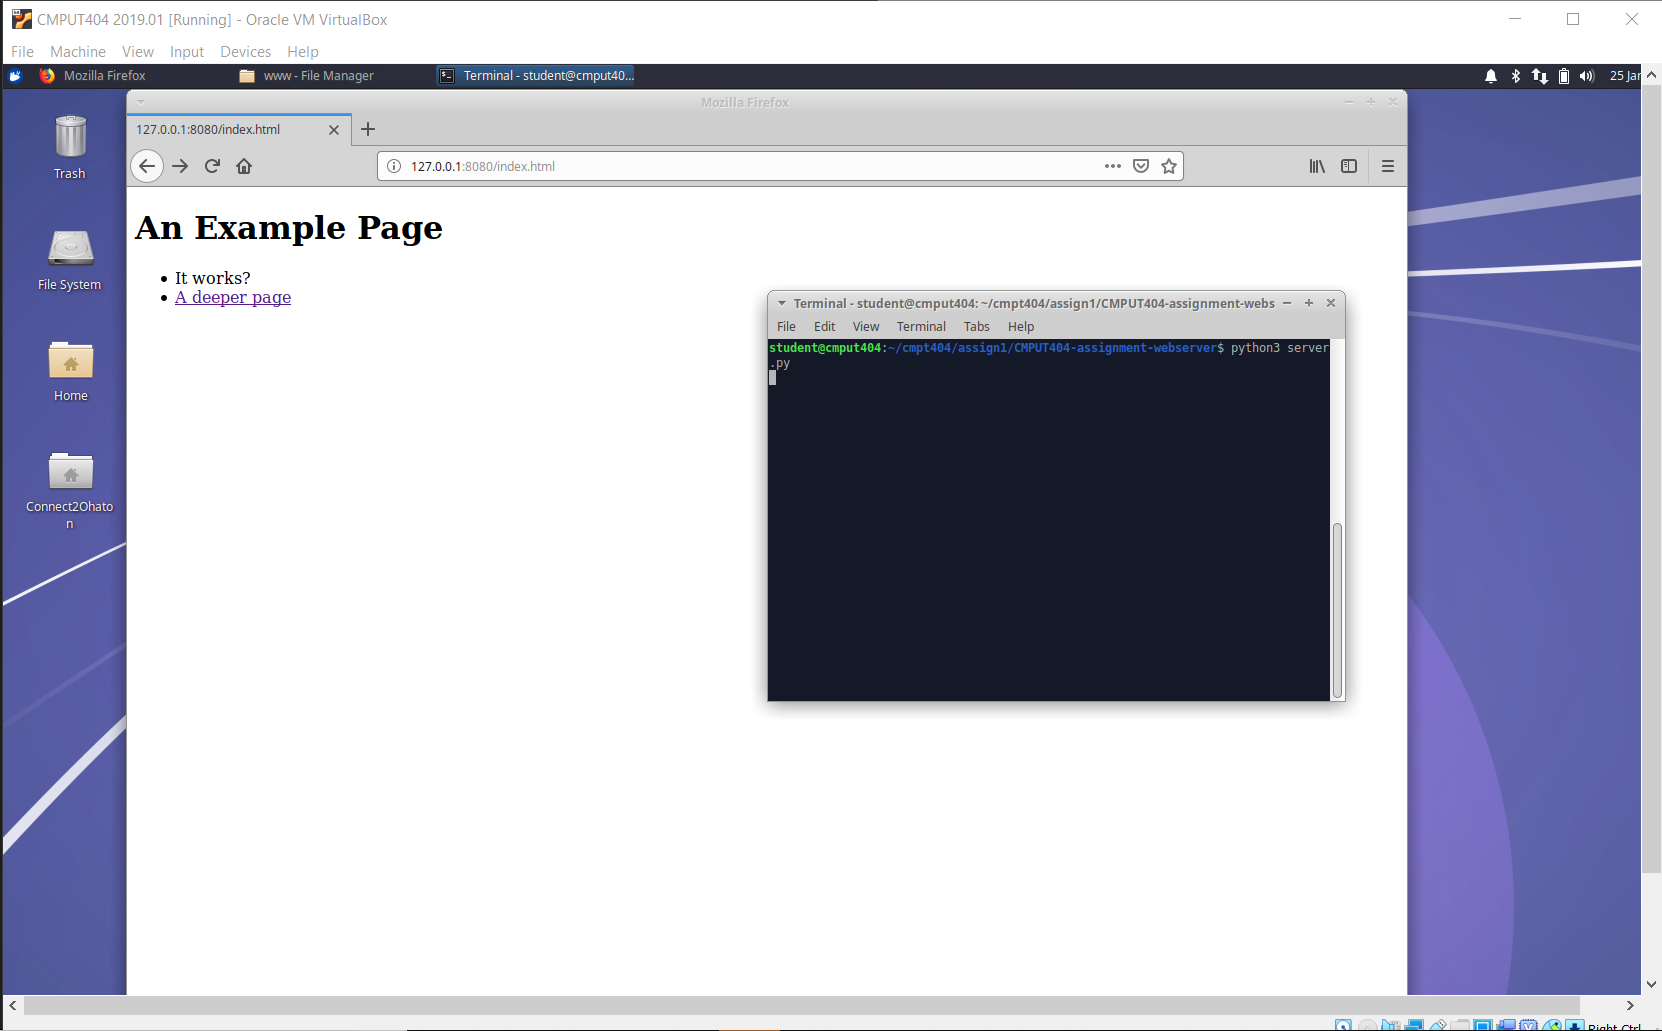 CMPUT404 2019.01 [Running] - Oracle VM VirtualBox
File Machine View Input Devices Help
Mozilla Firefox
www - File Manager
Terminal - student@cmput40...
25 Jar
Mozilla Firefox
127.0.0.1:8080/index.html
127.0.0.1:8080/index.html
Trash
File System
Home
Connect2Ohato
n
An Example Page
It works?
A deeper page
Terminal - student@cmput404: ~/cmpt404/assign1/CMPUT404-assignment-webs
File Edit View Terminal Tabs Help
student@cmput404:~/cmpt404/assign1/CMPUT404-assignment-webserver$ python3 server
.py
Right Ctrl